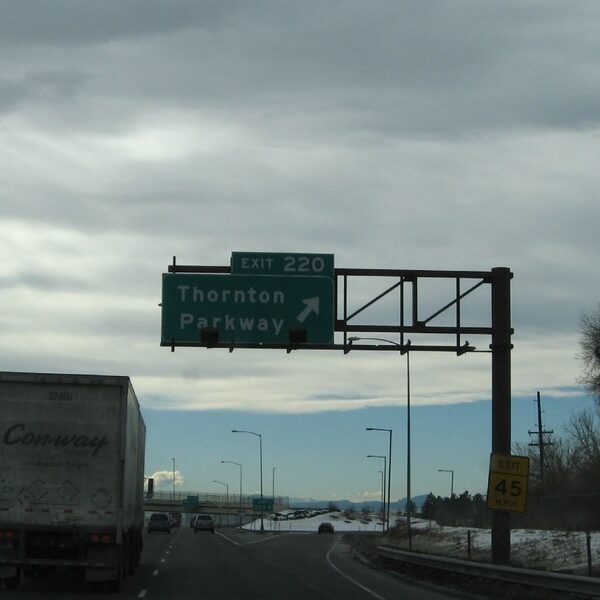 EXIT 220
Thornton
Parkway
Con-way
EXIT
45
M.P.H.